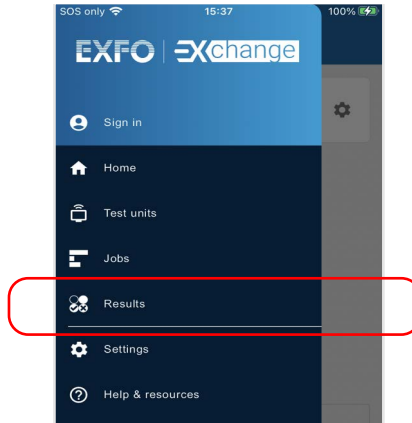 SOS only 15:37 100%
EXFO EXchange
Sign in
Home
Test units
Jobs
Results
Settings
Help & resources